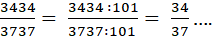 3434/3737 = 3434 :101/3737:101 = 34/37 ....